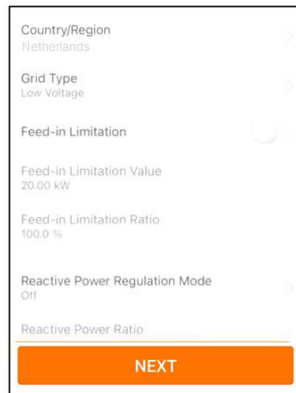 Country/Region
Netherlands
Grid Type
Low Voltage
Feed-in Limitation
Feed-in Limitation Value
20.00 kW
Feed-in Limitation Ratio
100.0 %
Reactive Power Regulation Mode
Off
Reactive Power Ratio
NEXT